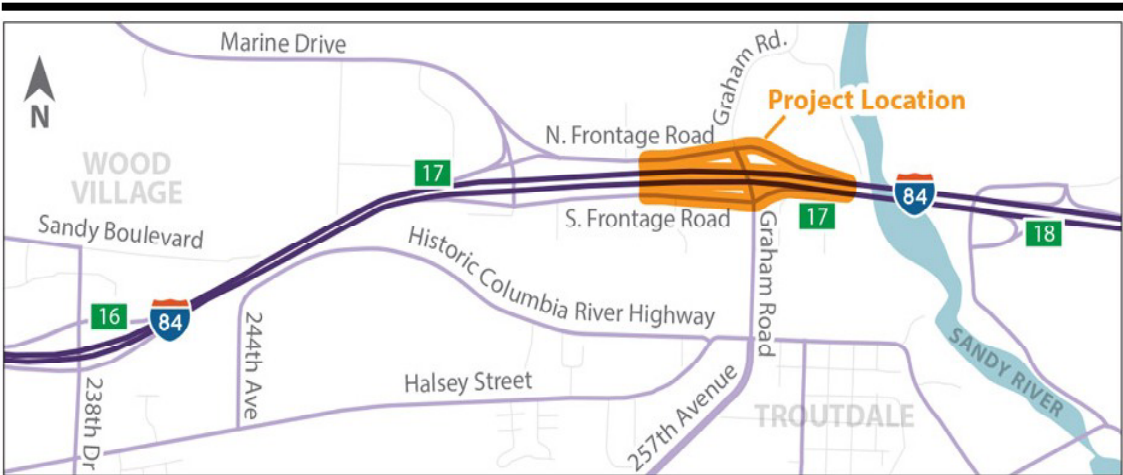 Marine Drive
Graham Rd.
Project Location
N
N. Frontage Road
WOOD
VILLAGE
17
84
S. Frontage Road
17
18
Sandy Boulevard
Historic Columbia River Highway
Graham Road
16
84
244th Ave
SANDY RIVER
238th Dr
Halsey Street
257th Avenue
TROUTDALE